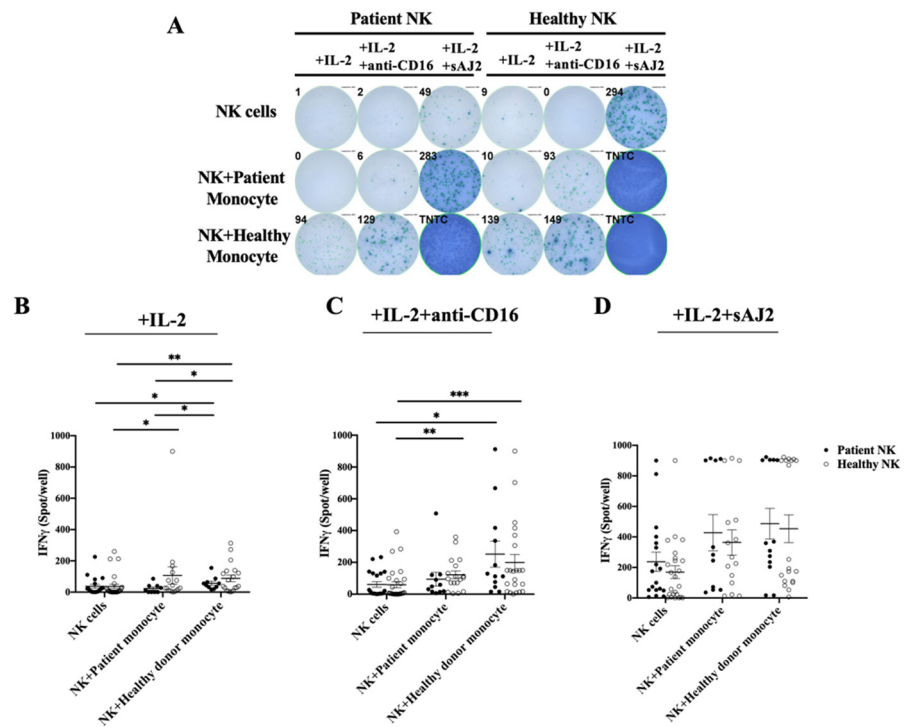 A
Patient NK
Healthy NK
+IL-2
+IL-2
+anti-CD16
+IL-2
+sAJ2
+IL-2
+IL-2
+anti-CD16
+IL-2
+sAJ2
NK cells
1
2
49
9
0
294
NK+Patient
Monocyte
0
6
283
10
93
TNTC
NK+Healthy
Monocyte
94
129
TNTC
139
149
TNTC
B
+IL-2
**
*
*
*
*
IFNγ (Spot/well)
1000
800
600
400
200
0
NK cells
NK+Patient monocyte
NK+Healthy donor monocyte
C
+IL-2+anti-CD16
***
*
**
IFNγ (Spot/well)
1000
800
600
400
200
0
NK cells
NK+Patient monocyte
NK+Healthy donor monocyte
D
+IL-2+sAJ2
IFNγ (Spot/well)
1000
800
600
400
200
0
NK cells
NK+Patient monocyte
NK+Healthy donor monocyte
Patient NK
Healthy NK